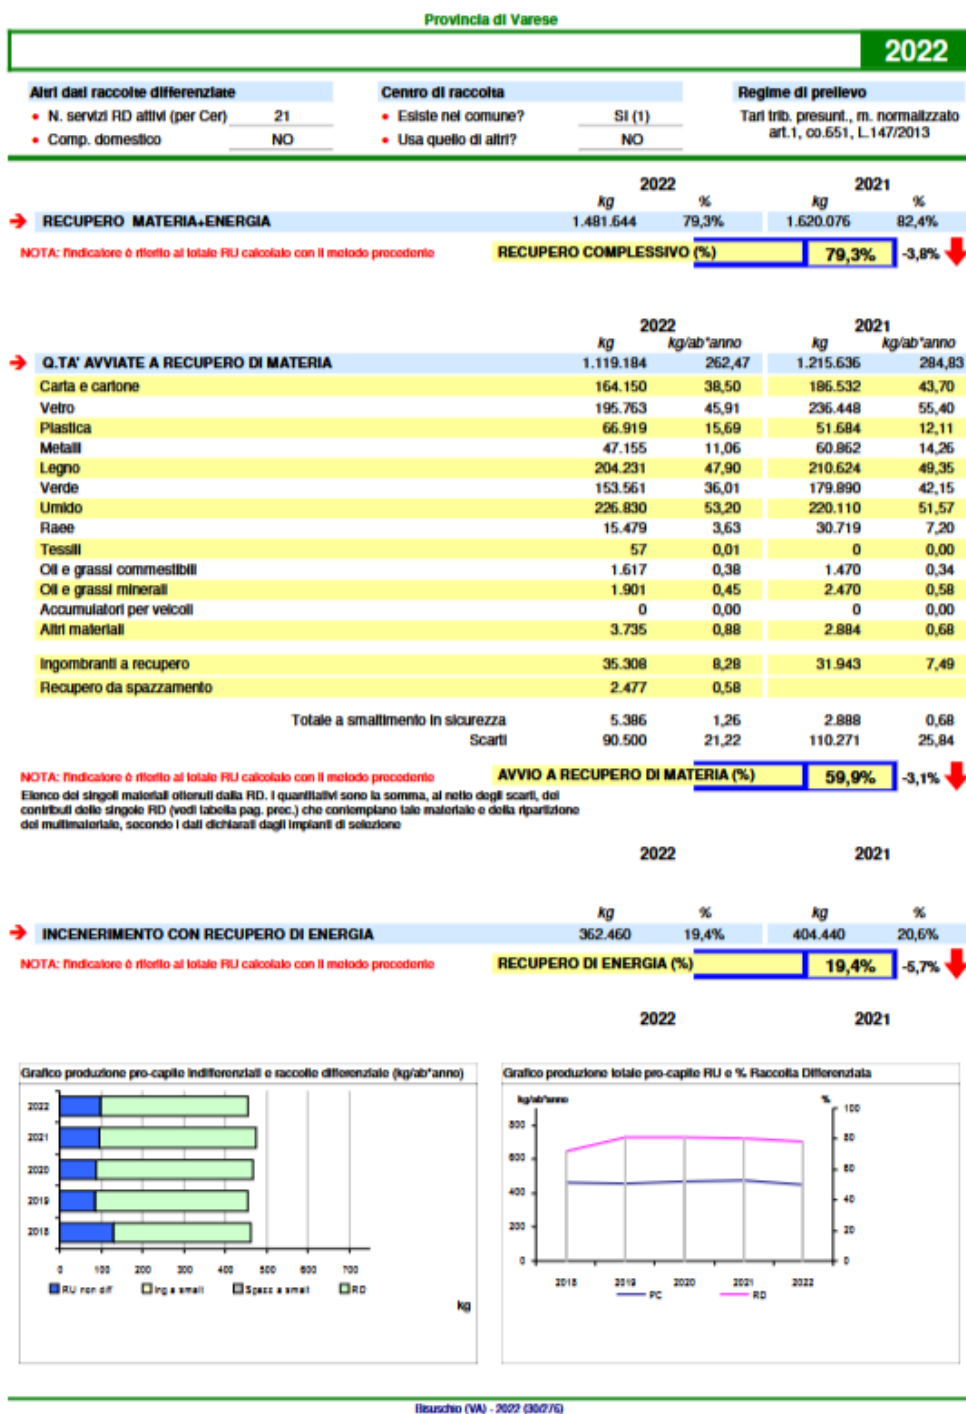 Provincia di Varese
2022
Altri dati raccolte differenziate Centro di raccolta Regime di prelievo
• N. servizi RD attivi (per Cer) 21 • Esiste nel comune? SI (1) Tari trib. presunt., m. normalizzato
• Comp. domestico NO • Usa quello di altri? NO art.1, co.651, L.147/2013
2022 2021
kg % kg %
RECUPERO MATERIA+ENERGIA 1.481.644 79,3% 1.620.076 82,4%
NOTA: l'indicatore è riferito al totale RU calcolato con il metodo precedente RECUPERO COMPLESSIVO (%) 79,3% -3,8%
2022 2021
kg kg/ab*anno kg kg/ab*anno
Q.TA' AVVIATE A RECUPERO DI MATERIA 1.119.184 262,47 1.215.636 284,83
Carta e cartone 164.150 38,50 186.532 43,70
Vetro 195.763 45,91 236.448 55,40
Plastica 66.919 15,69 51.684 12,11
Metalli 47.155 11,06 60.862 14,26
Legno 204.231 47,90 210.624 49,35
Verde 153.561 36,01 179.890 42,15
Umido 226.830 53,20 220.110 51,57
Raee 15.479 3,63 30.719 7,20
Tessili 57 0,01 0 0,00
Oli e grassi commestibili 1.617 0,38 1.470 0,34
Oli e grassi minerali 1.901 0,45 2.470 0,58
Accumulatori per veicoli 0 0,00 0 0,00
Altri materiali 3.735 0,88 2.884 0,68
Ingombranti a recupero 35.308 8,28 31.943 7,49
Recupero da spazzamento 2.477 0,58
Totale a smaltimento in sicurezza 5.386 1,26 2.888 0,68
Scarti 90.500 21,22 110.271 25,84
NOTA: l'indicatore è riferito al totale RU calcolato con il metodo precedente AVVIO A RECUPERO DI MATERIA (%) 59,9% -3,1%
Elenco dei singoli materiali ottenuti dalla RD. I quantitativi sono la somma, al netto degli scarti, dei
contributi delle singole RD (vedi tabella pag. prec.) che contemplano tale materiale e della ripartizione
del multimateriale, secondo i dati dichiarati dagli impianti di selezione
2022 2021
kg % kg %
INCENERIMENTO CON RECUPERO DI ENERGIA 362.460 19,4% 404.440 20,6%
NOTA: l'indicatore è riferito al totale RU calcolato con il metodo precedente RECUPERO DI ENERGIA (%) 19,4% -5,7%
2022 2021
Grafico produzione pro-capite indifferenziati e raccolte differenziate (kg/ab*anno)
2022
2021
2020
2019
2018
0 100 200 300 400 500 600 700
RU non diff Ing a smalt Spazz a smalt RD
kg
Grafico produzione totale pro-capite RU e % Raccolta Differenziata
kg/ab*anno %
100
800
80
600
60
400
40
200
20
0 0
2018 2019 2020 2021 2022
PC RD
Bisuschio (VA) - 2022 (30/276)